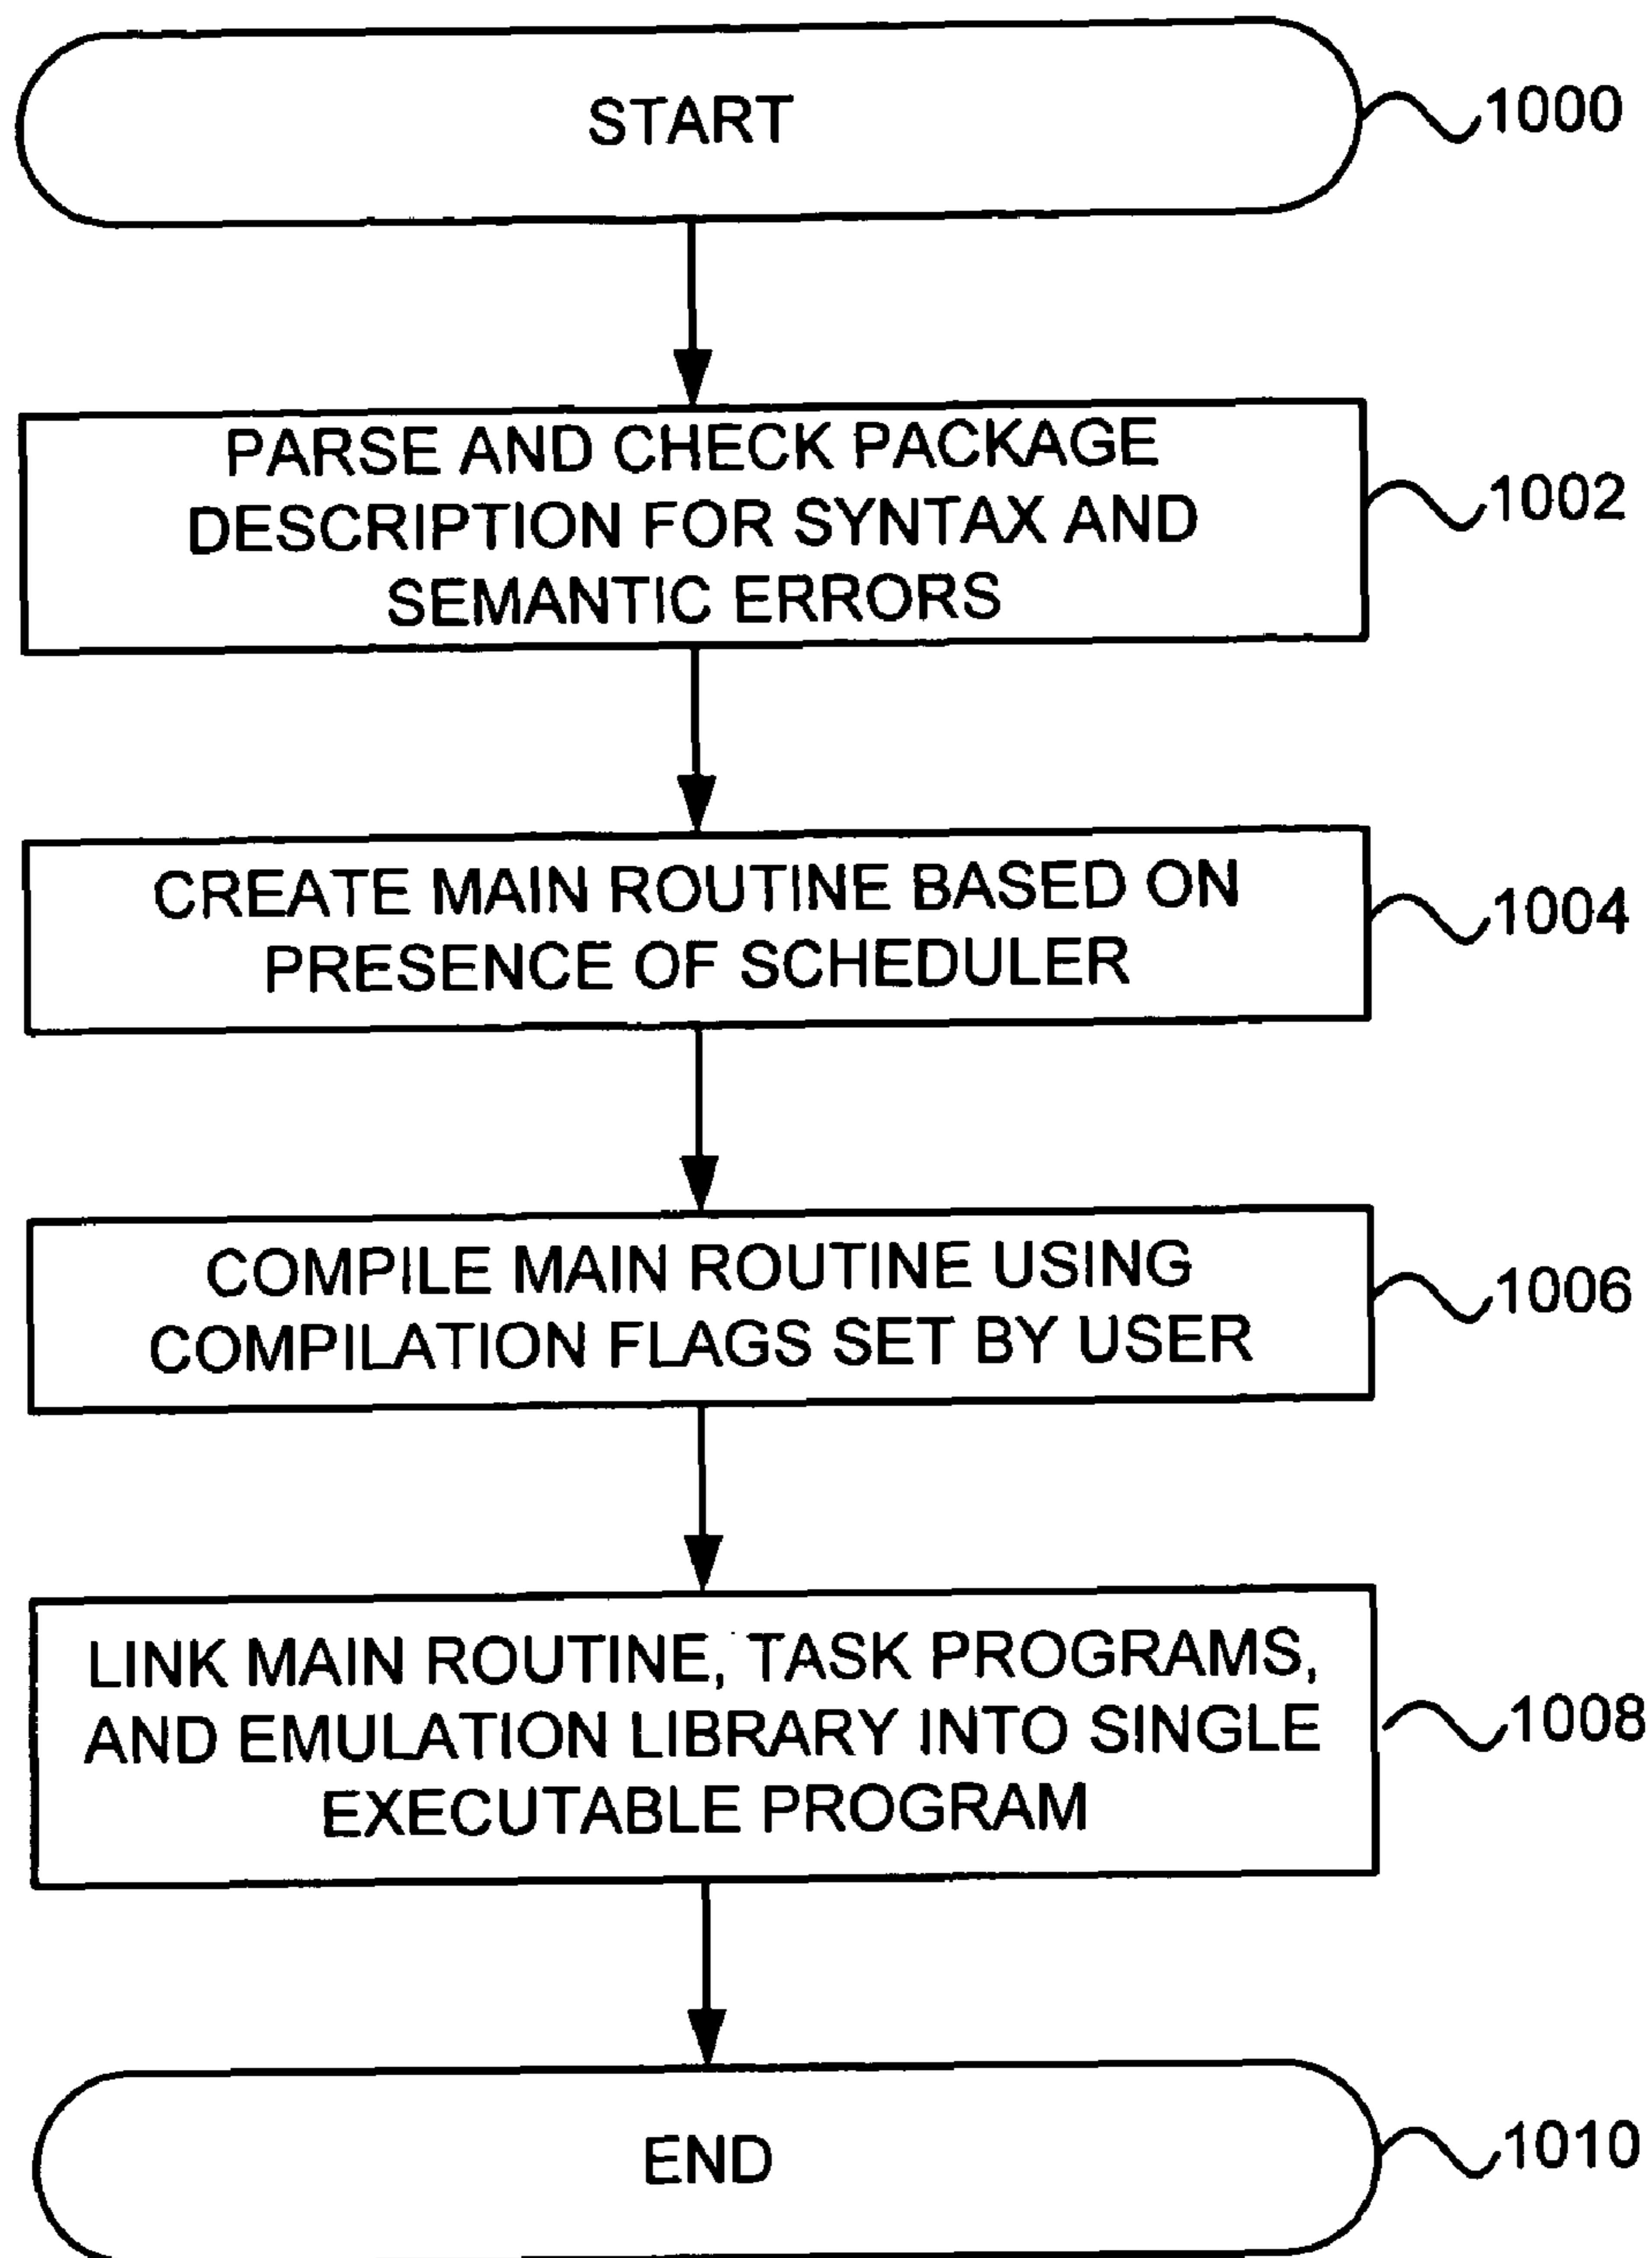 START
1000
PARSE AND CHECK PACKAGE
DESCRIPTION FOR SYNTAX AND
SEMANTIC ERRORS
1002
CREATE MAIN ROUTINE BASED ON
PRESENCE OF SCHEDULER
1004
COMPILE MAIN ROUTINE USING
COMPILATION FLAGS SET BY USER
1006
LINK MAIN ROUTINE, TASK PROGRAMS,
AND EMULATION LIBRARY INTO SINGLE
EXECUTABLE PROGRAM
1008
END
1010